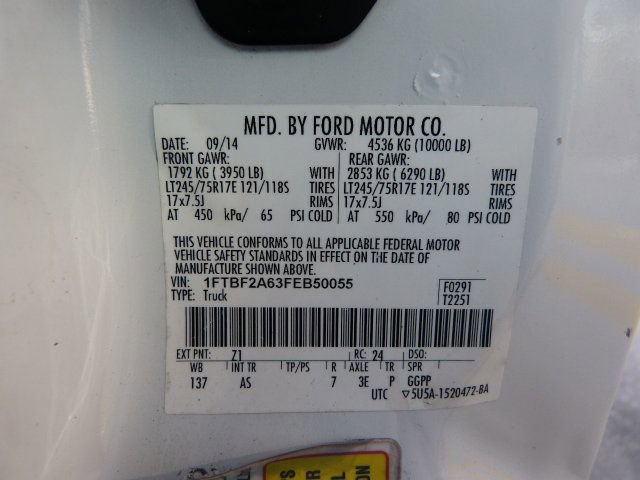 MFD. BY FORD MOTOR CO.
DATE: 09/14 GVWR: 4536 KG (10000 LB)
FRONT GAWR: REAR GAWR:
1792 KG ( 3950 LB) WITH 2853 KG ( 6290 LB) WITH
LT245/75R17E 121/118S TIRES LT245/75R17E 121/118S TIRES
17x7.5J RIMS 17x7.5J RIMS
AT 450 kPa/ 65 PSI COLD AT 550 kPa/ 80 PSI COLD
THIS VEHICLE CONFORMS TO ALL APPLICABLE FEDERAL MOTOR
VEHICLE SAFETY STANDARDS IN EFFECT ON THE DATE OF
MANUFACTURE SHOWN ABOVE.
VIN: 1FTBF2A63FEB50055 F0291
TYPE: Truck T2251
EXT PNT: Z1 RC: 24 DSO:
WB INT TR TP/PS R AXLE TR SPR
137 AS 7 3E P GGPP
UTC ▽5U5A-1520472-BA